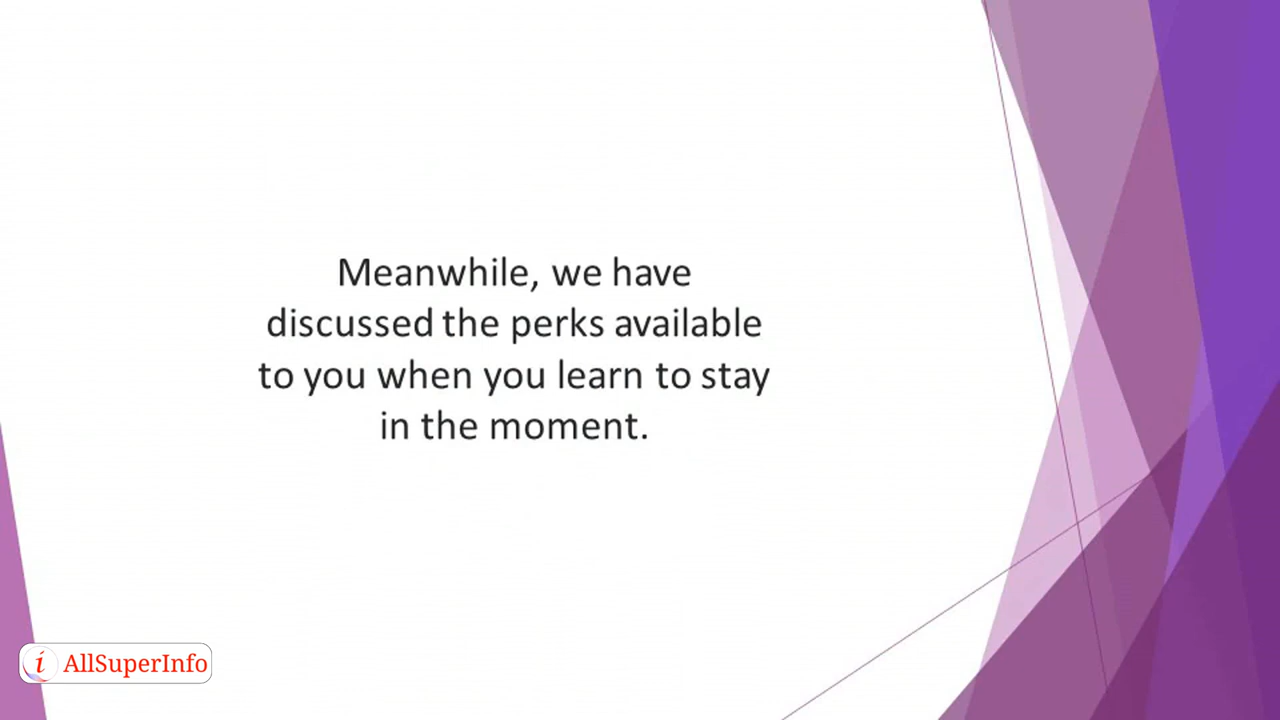 Meanwhile, we have
discussed the perks available
to you when you learn to stay
in the moment.
i AllSuperInfo